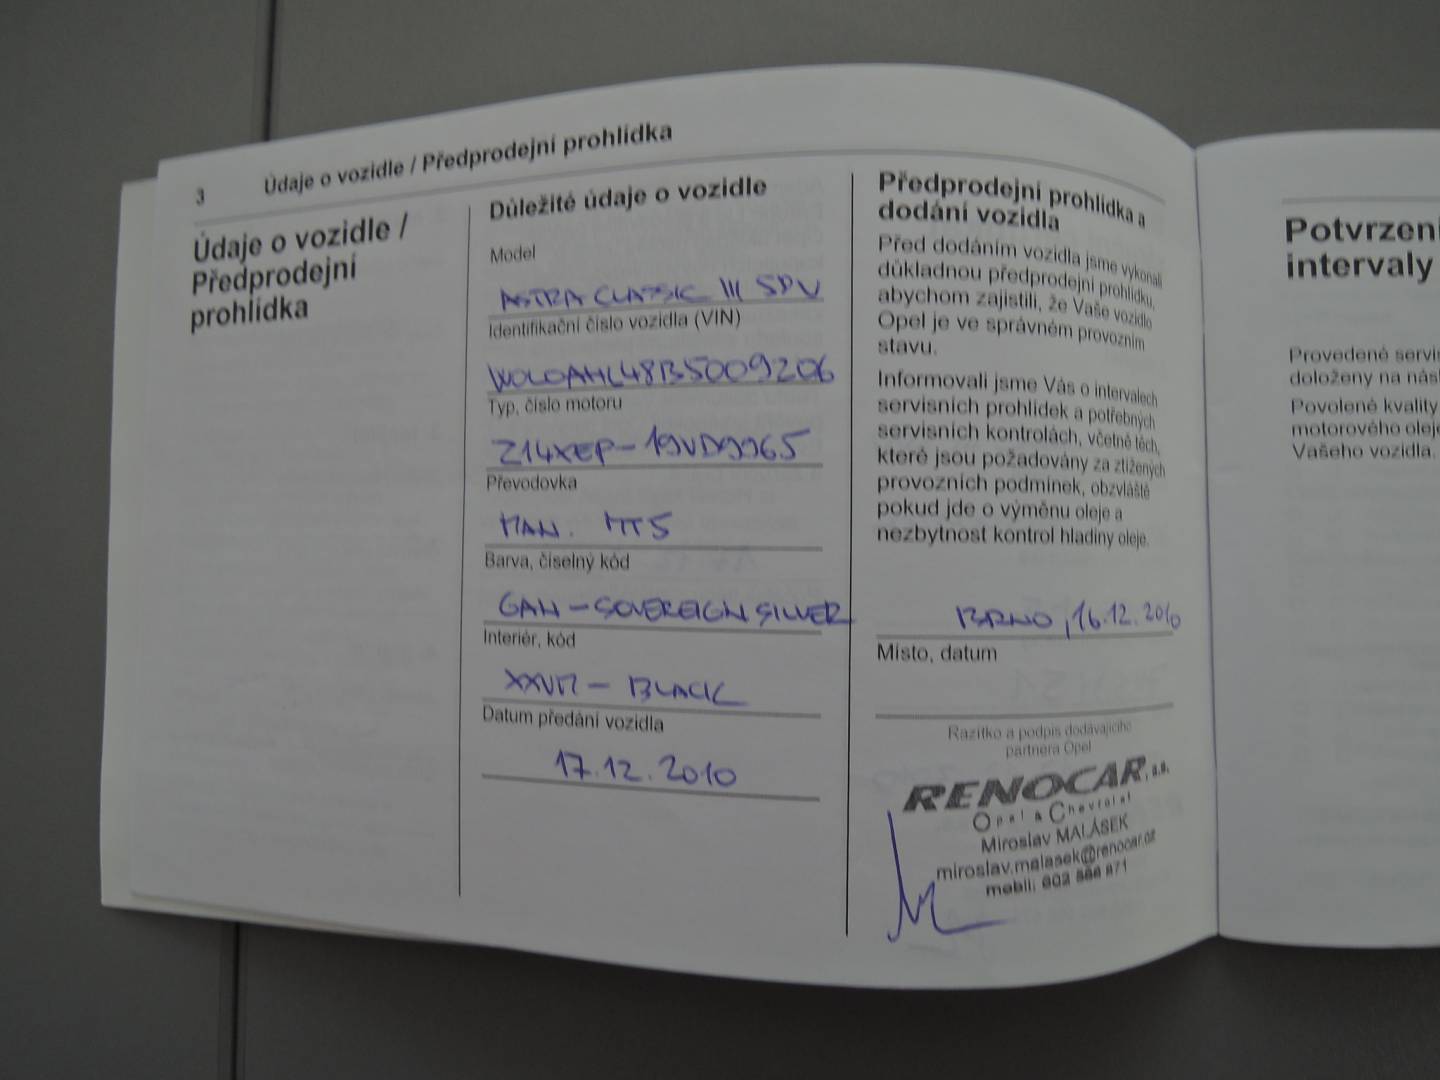 3 Údaje o vozidle / Předprodejní prohlídka
Údaje o vozidle /
Předprodejní
prohlídka
Důležité údaje o vozidle
Model
ASTRA CLASSIC III SPV
Identifikační číslo vozidla (VIN)
WOLOAHL48B5009206
Typ, číslo motoru
Z14XEP - 19VD9965
Převodovka
MAN. MT5
Barva, číselný kód
GAN - SOVEREIGN SILVER
Interiér, kód
BLACK
Datum předání vozidla
17.12.2010
Předprodejní prohlídka a
dodání vozidla
Před dodáním vozidla jsme vykonali
důkladnou předprodejní prohlídku,
abychom zajistili, že Vaše vozidlo
Opel je ve správném provozním
stavu.
Informovali jsme Vás o intervalech
servisních prohlídek a potřebných
servisních kontrolách, včetně těch,
které jsou požadovány za ztížených
provozních podmínek, obzvláště
pokud jde o výměnu oleje a
nezbytnost kontrol hladiny oleje.
BRNO, 16.12.2010
Místo, datum
Razítko a podpis dodávajícího
partnera Opel
RENOCAR, a.s.
Opel & Chevrolet
Miroslav MALÁSEK
miroslav.malasek@renocar.cz
mobil: 602
Potvrzení
intervaly
Provedené servi
doloženy na nás
Povolené kvality
motorového oleje
Vašeho vozidla.